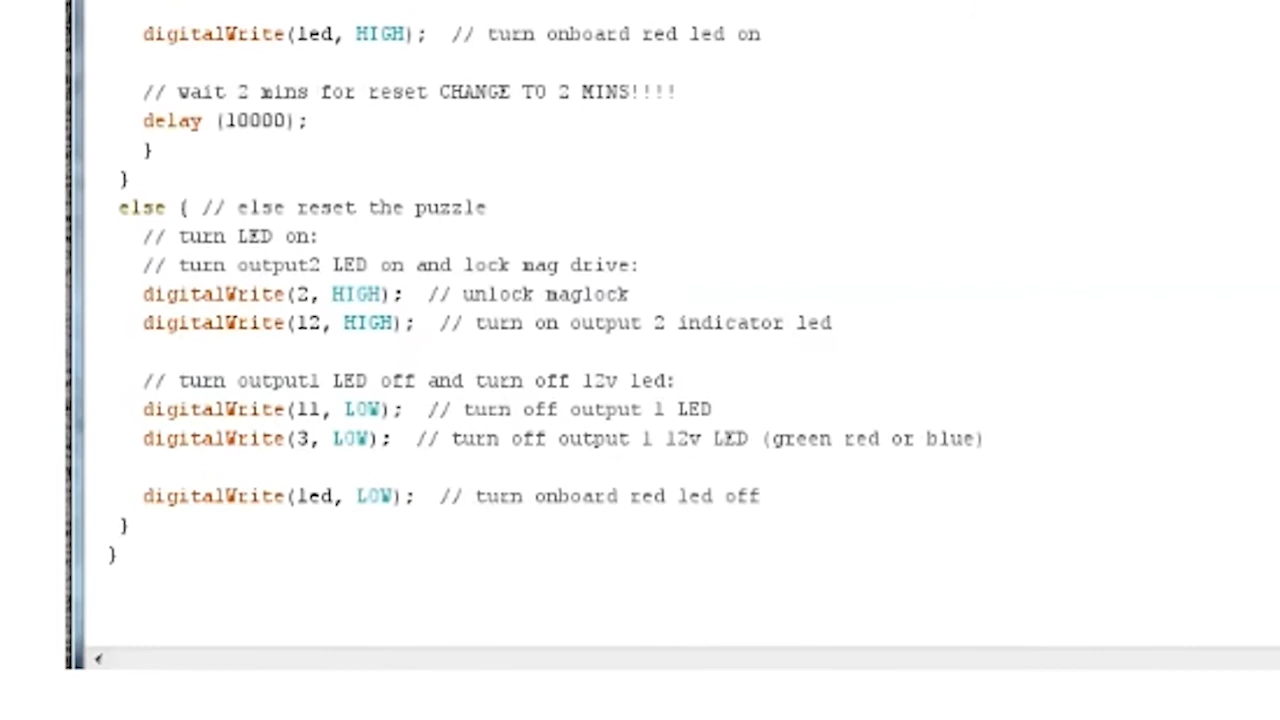 digitalWrite(led, HIGH);  // turn onboard red led on
// wait 2 mins for reset CHANGE TO 2 MINS!!!!
delay (10000);
}
}
else { // else reset the puzzle
// turn LED on:
// turn output2 LED on and lock mag drive:
digitalWrite(2, HIGH);  // unlock maglock
digitalWrite(12, HIGH);  // turn on output 2 indicator led
// turn output1 LED off and turn off 12v led:
digitalWrite(11, LOW);  // turn off output 1 LED
digitalWrite(3, LOW);  // turn off output 1 12v LED (green red or blue)
digitalWrite(led, LOW);  // turn onboard red led off
}
}